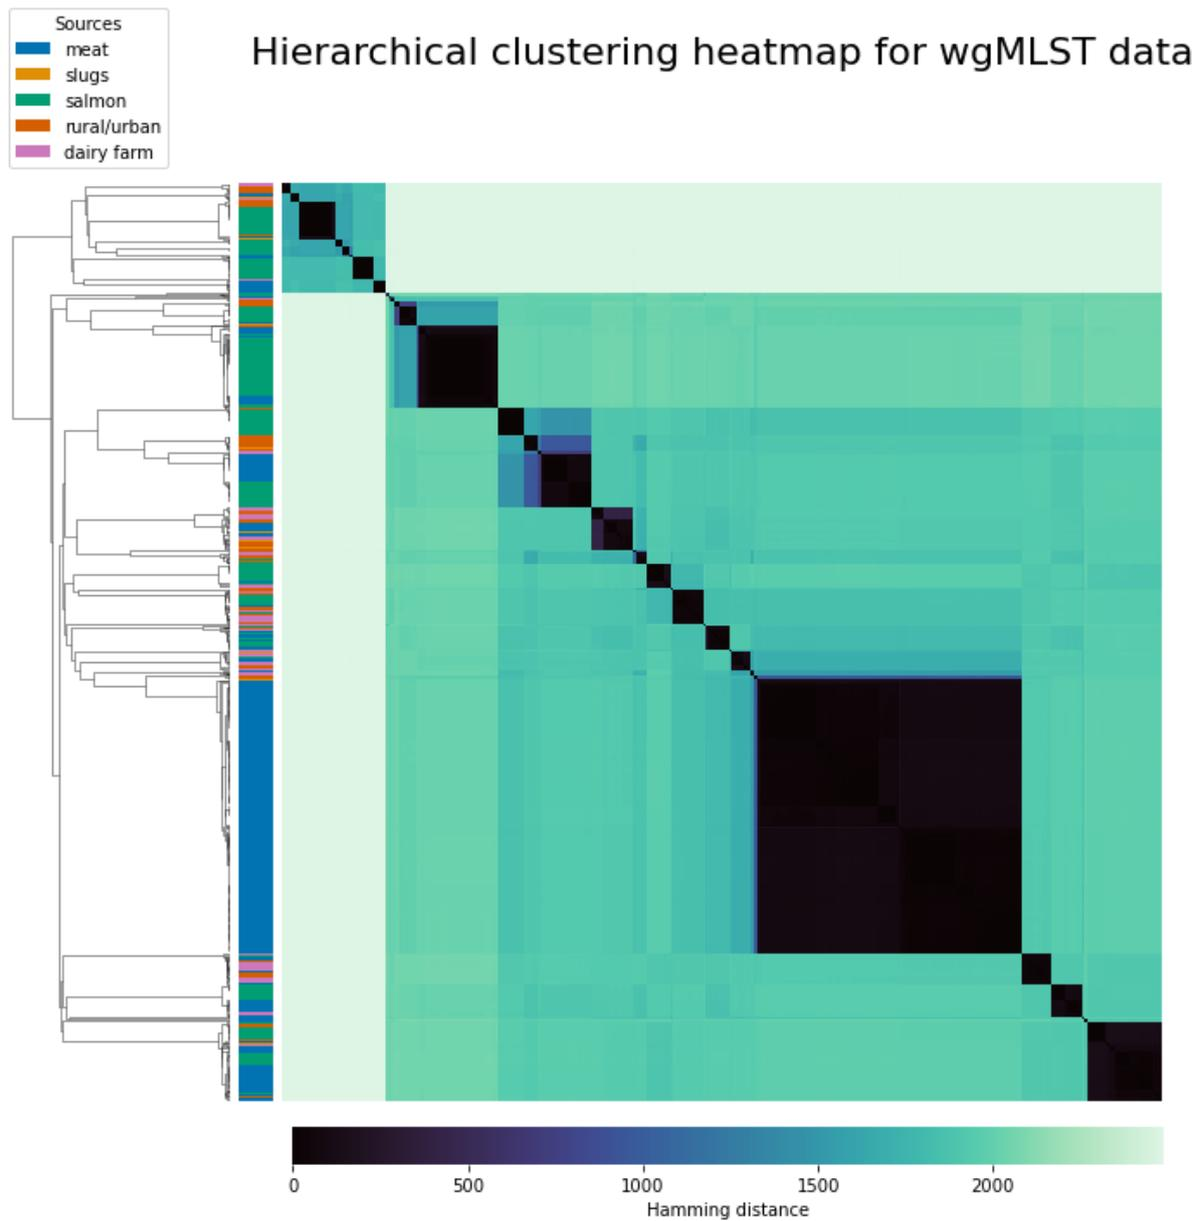 Sources
meat
slugs
salmon
rural/urban
dairy farm
Hierarchical clustering heatmap for wgMLST data
0 500 1000 1500 2000
Hamming distance